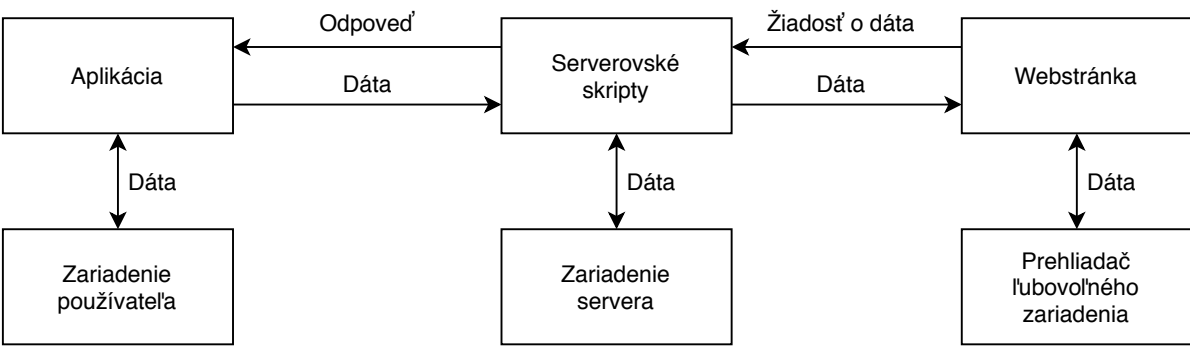 Odpoveď
Žiadosť o dáta
Aplikácia
Serverovské
skripty
Webstránka
Dáta
Dáta
Dáta
Dáta
Dáta
Zariadenie
používateľa
Zariadenie
servera
Prehliadač
ľubovoľného
zariadenia